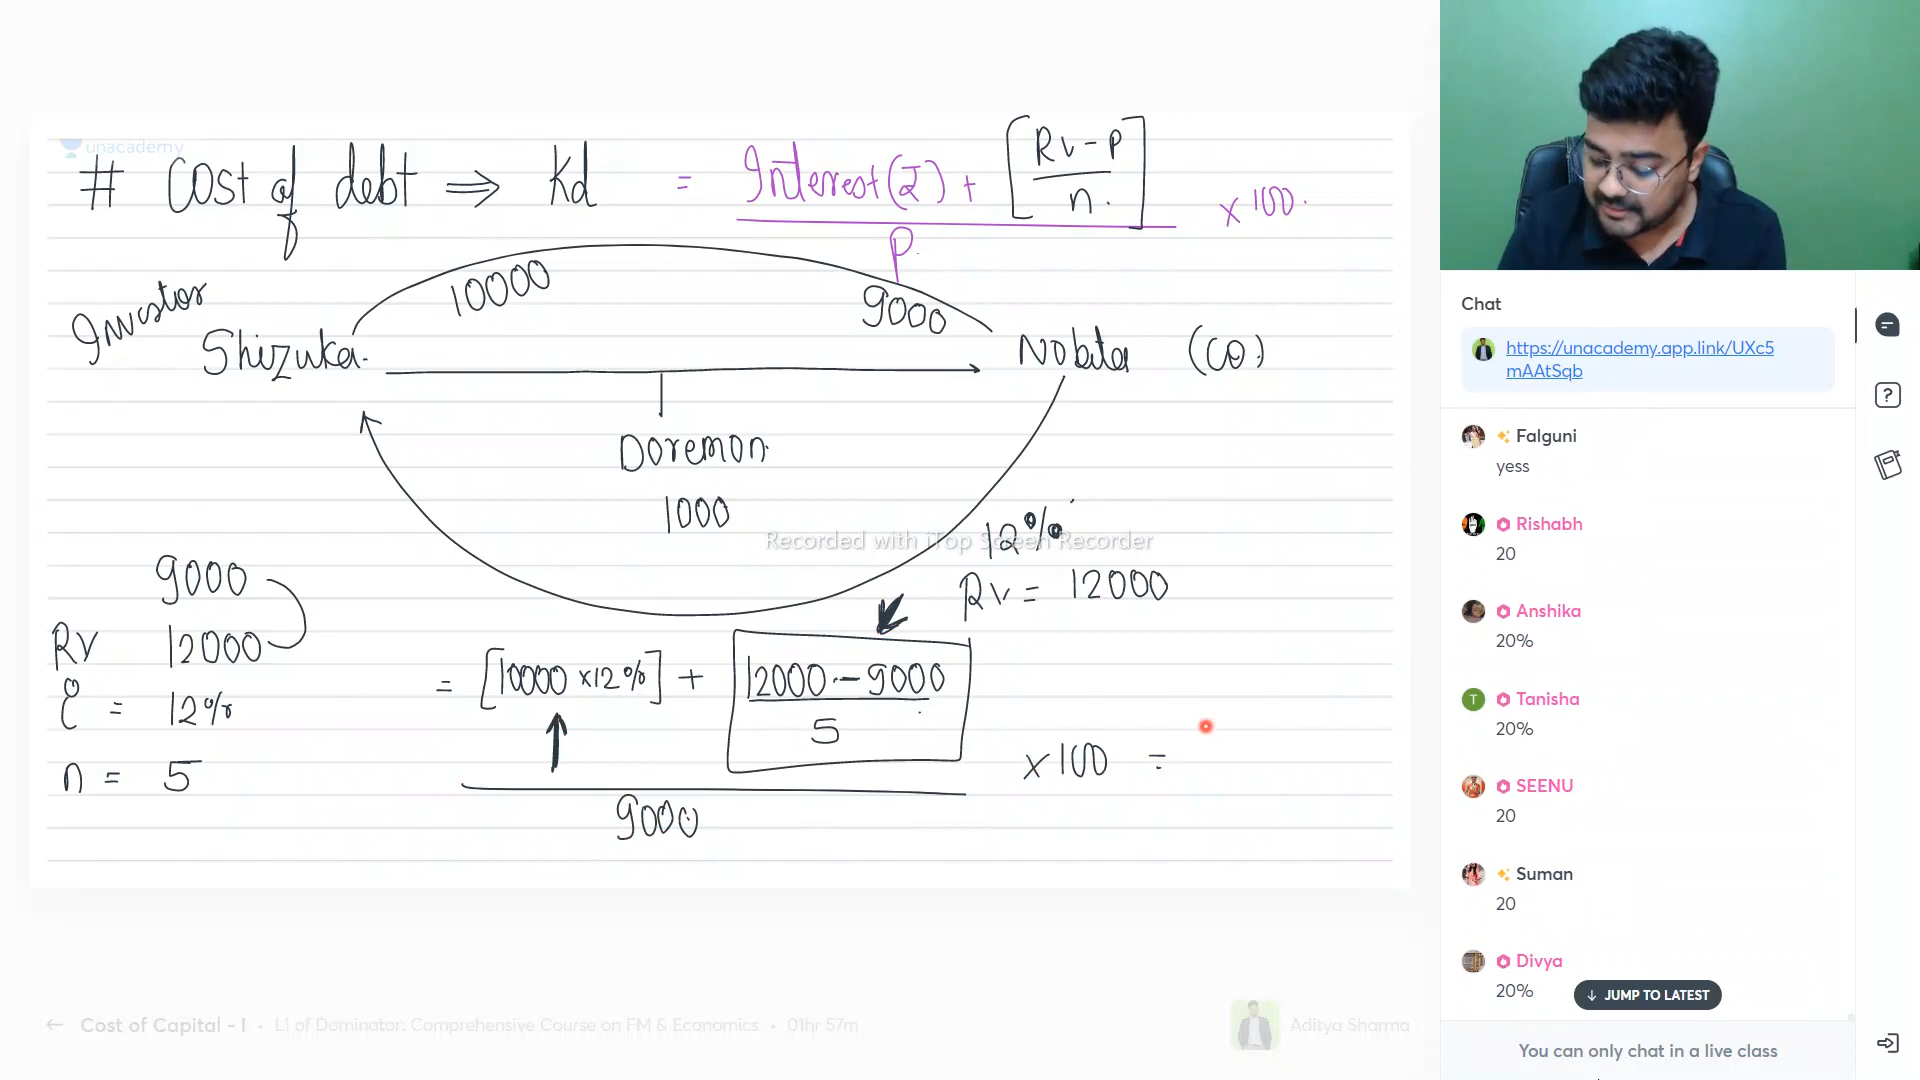 unacademy
# Cost of debt ⇒ Kd = Interest(I) + [Rv - P / n] / P x 100.
10000
9000
Investor
Shizuka.
Nobita (CO)
Doremon
1000
12%
Recorded with iTop Screen Recorder
Rv = 12000
9000
Rv 12000
i = 12%
n = 5
= [10000 x12%] + 12000 - 9000
5
9000
x100 =
← Cost of Capital - I • L1 of Dominator: Comprehensive Course on FM & Economics • 01hr 57m
Aditya Sharma
Chat
https://unacademy.app.link/UXc5
mAAtSqb
Falguni
yess
Rishabh
20
Anshika
20%
T Tanisha
20%
SEENU
20
Suman
20
Divya
20%
↓ JUMP TO LATEST
You can only chat in a live class